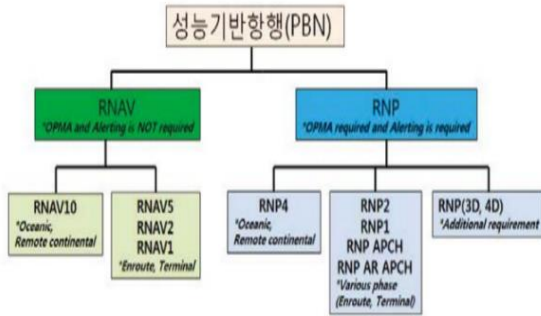 성능기반항행(PBN)
RNAV
*OPMA and Alerting is NOT required
RNP
*OPMA required and Alerting is required
RNAV10
*Oceanic,
Remote continental
RNAV5
RNAV2
RNAV1
*Enroute, Terminal
RNP4
*Oceanic,
Remote continental
RNP2
RNP1
RNP APCH
RNP AR APCH
*Various phase
(Enroute, Terminal)
RNP(3D, 4D)
*Additional requirement